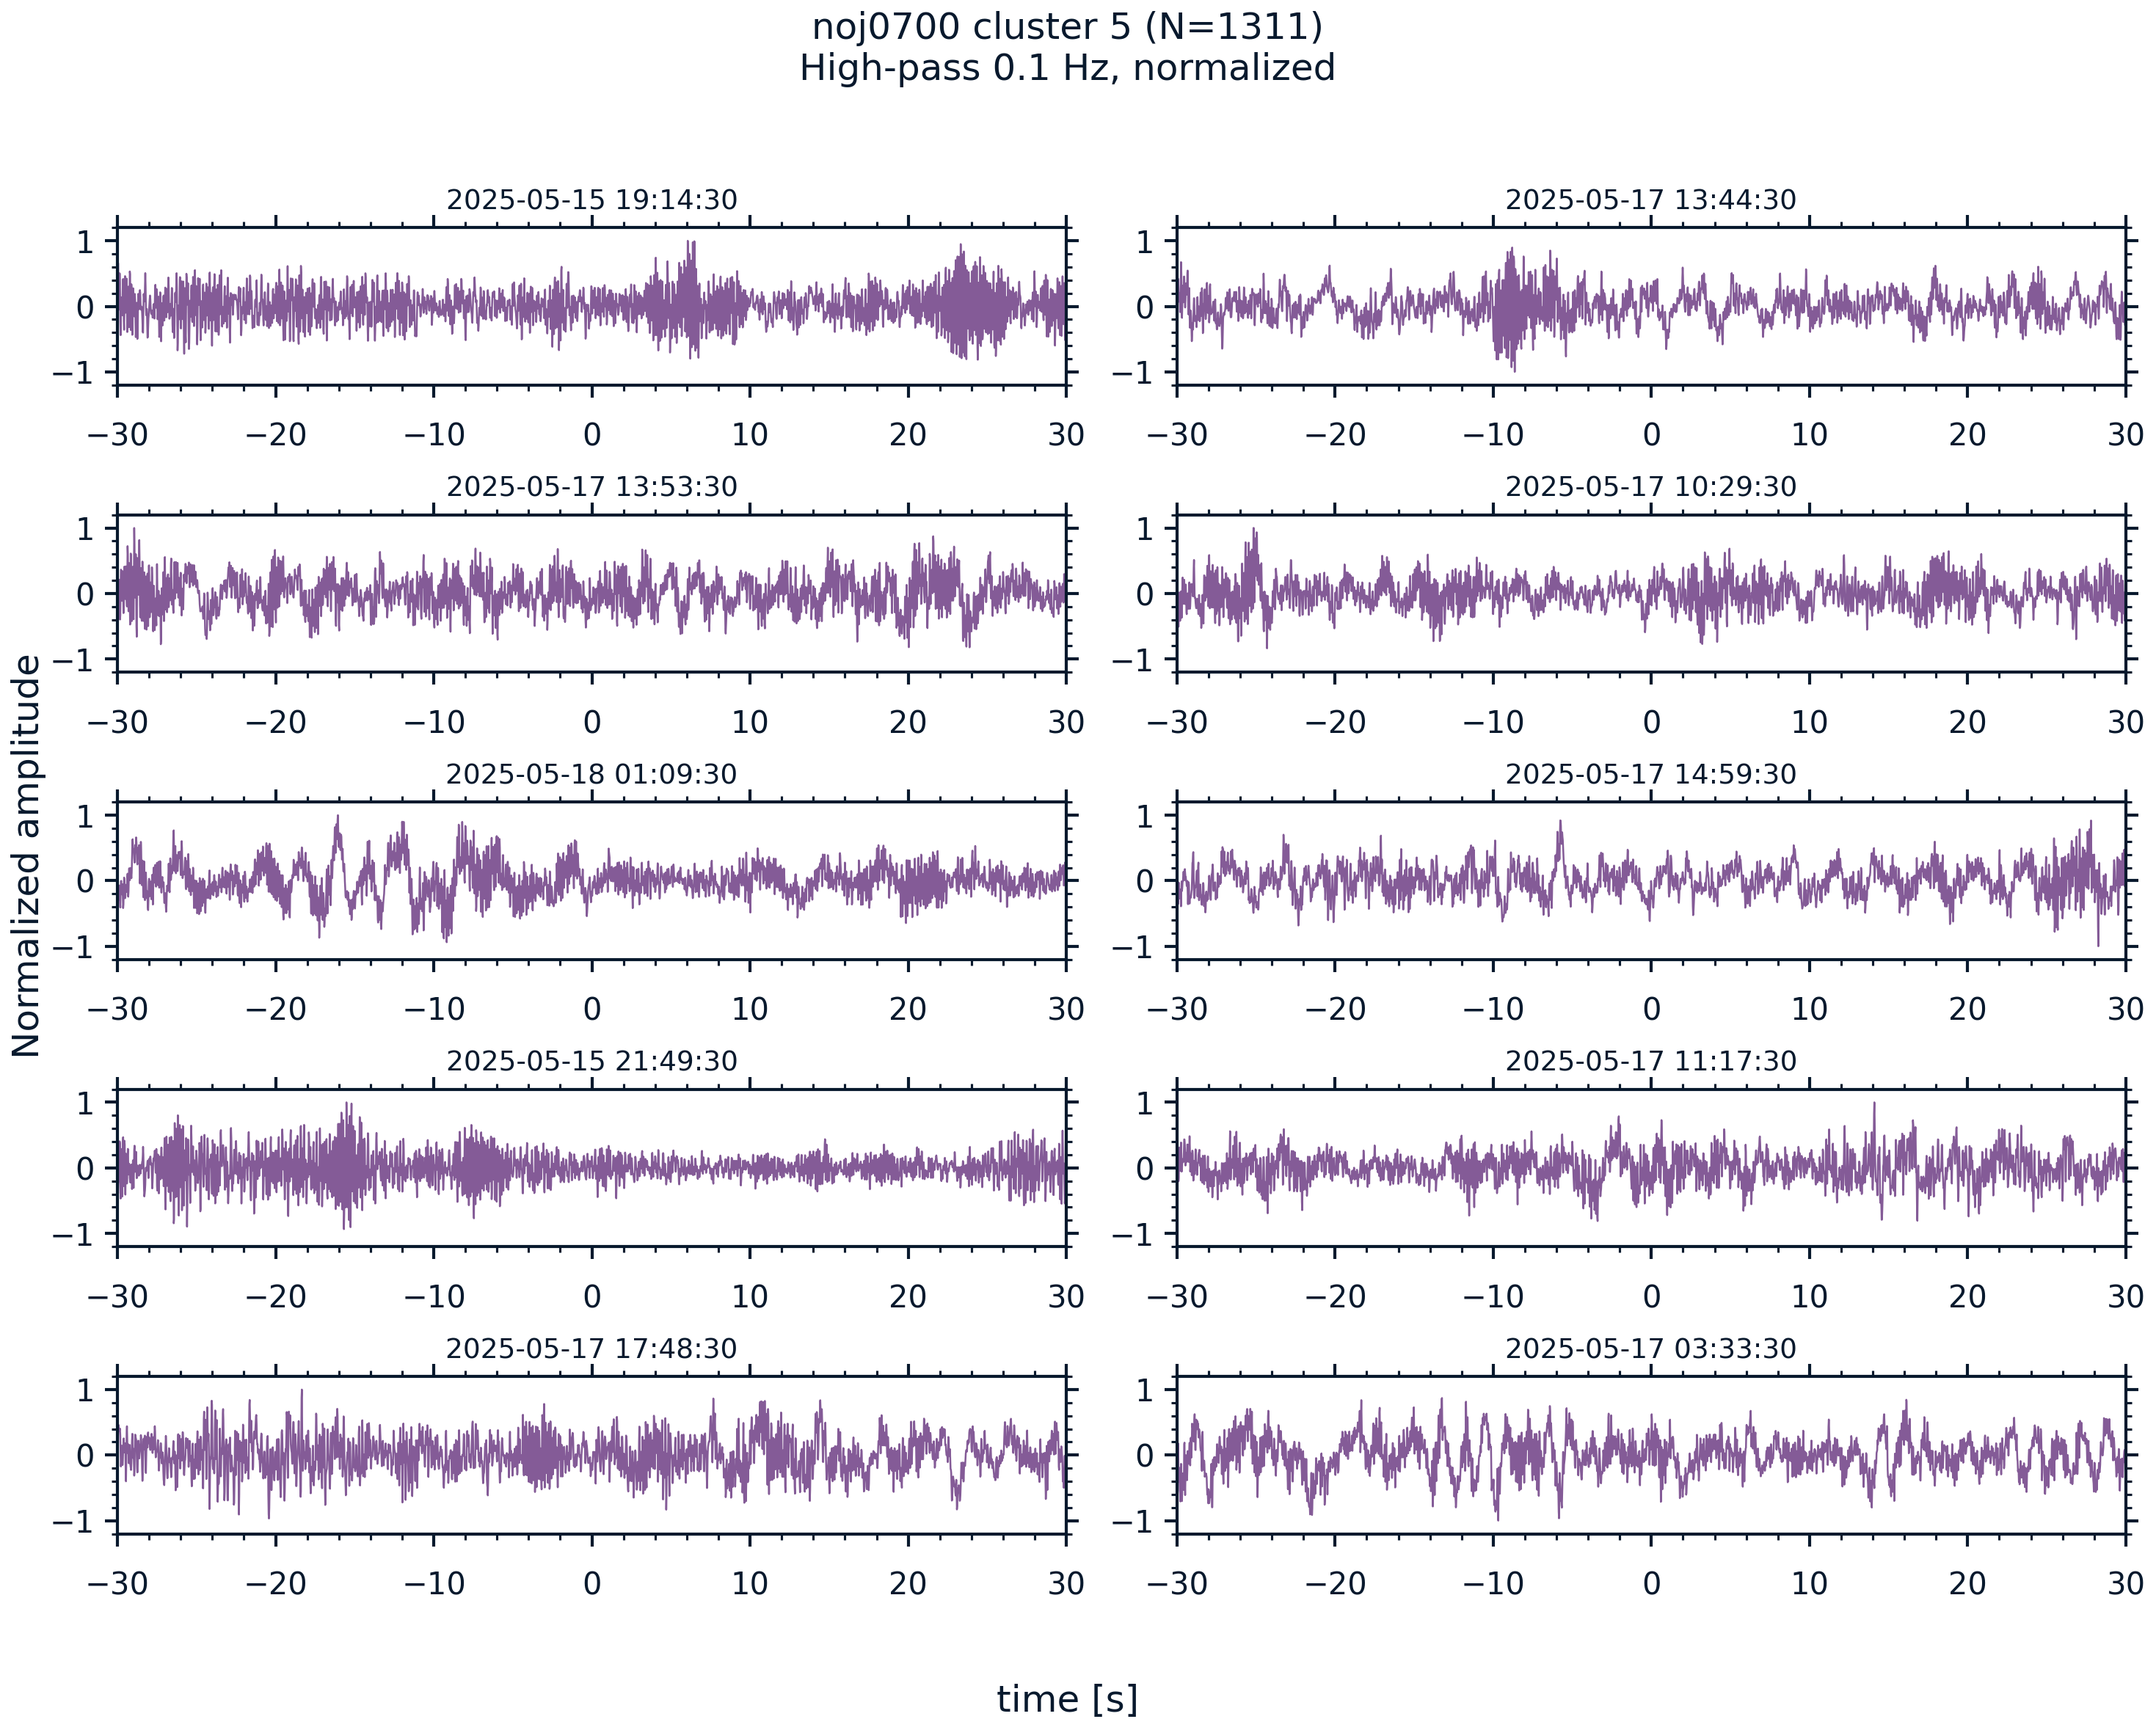 noj0700 cluster 5 (N=1311)
High-pass 0.1 Hz, normalized
2025-05-15 19:14:30
1
0
−1
−30 −20 −10 0 10 20 30
2025-05-17 13:44:30
1
0
−1
−30 −20 −10 0 10 20 30
2025-05-17 13:53:30
1
0
−1
−30 −20 −10 0 10 20 30
2025-05-17 10:29:30
1
0
−1
−30 −20 −10 0 10 20 30
2025-05-18 01:09:30
1
0
−1
−30 −20 −10 0 10 20 30
2025-05-17 14:59:30
1
0
−1
−30 −20 −10 0 10 20 30
2025-05-15 21:49:30
1
0
−1
−30 −20 −10 0 10 20 30
2025-05-17 11:17:30
1
0
−1
−30 −20 −10 0 10 20 30
2025-05-17 17:48:30
1
0
−1
−30 −20 −10 0 10 20 30
2025-05-17 03:33:30
1
0
−1
−30 −20 −10 0 10 20 30
Normalized amplitude
time [s]